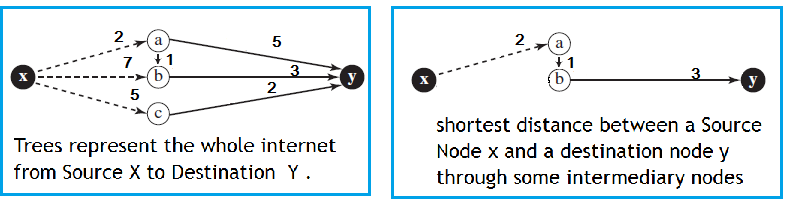 2
a
5
7
1
x
b
3
y
5
2
c
Trees represent the whole internet
from Source X to Destination Y .
2
a
1
x
b
3
y
shortest distance between a Source
Node x and a destination node y
through some intermediary nodes